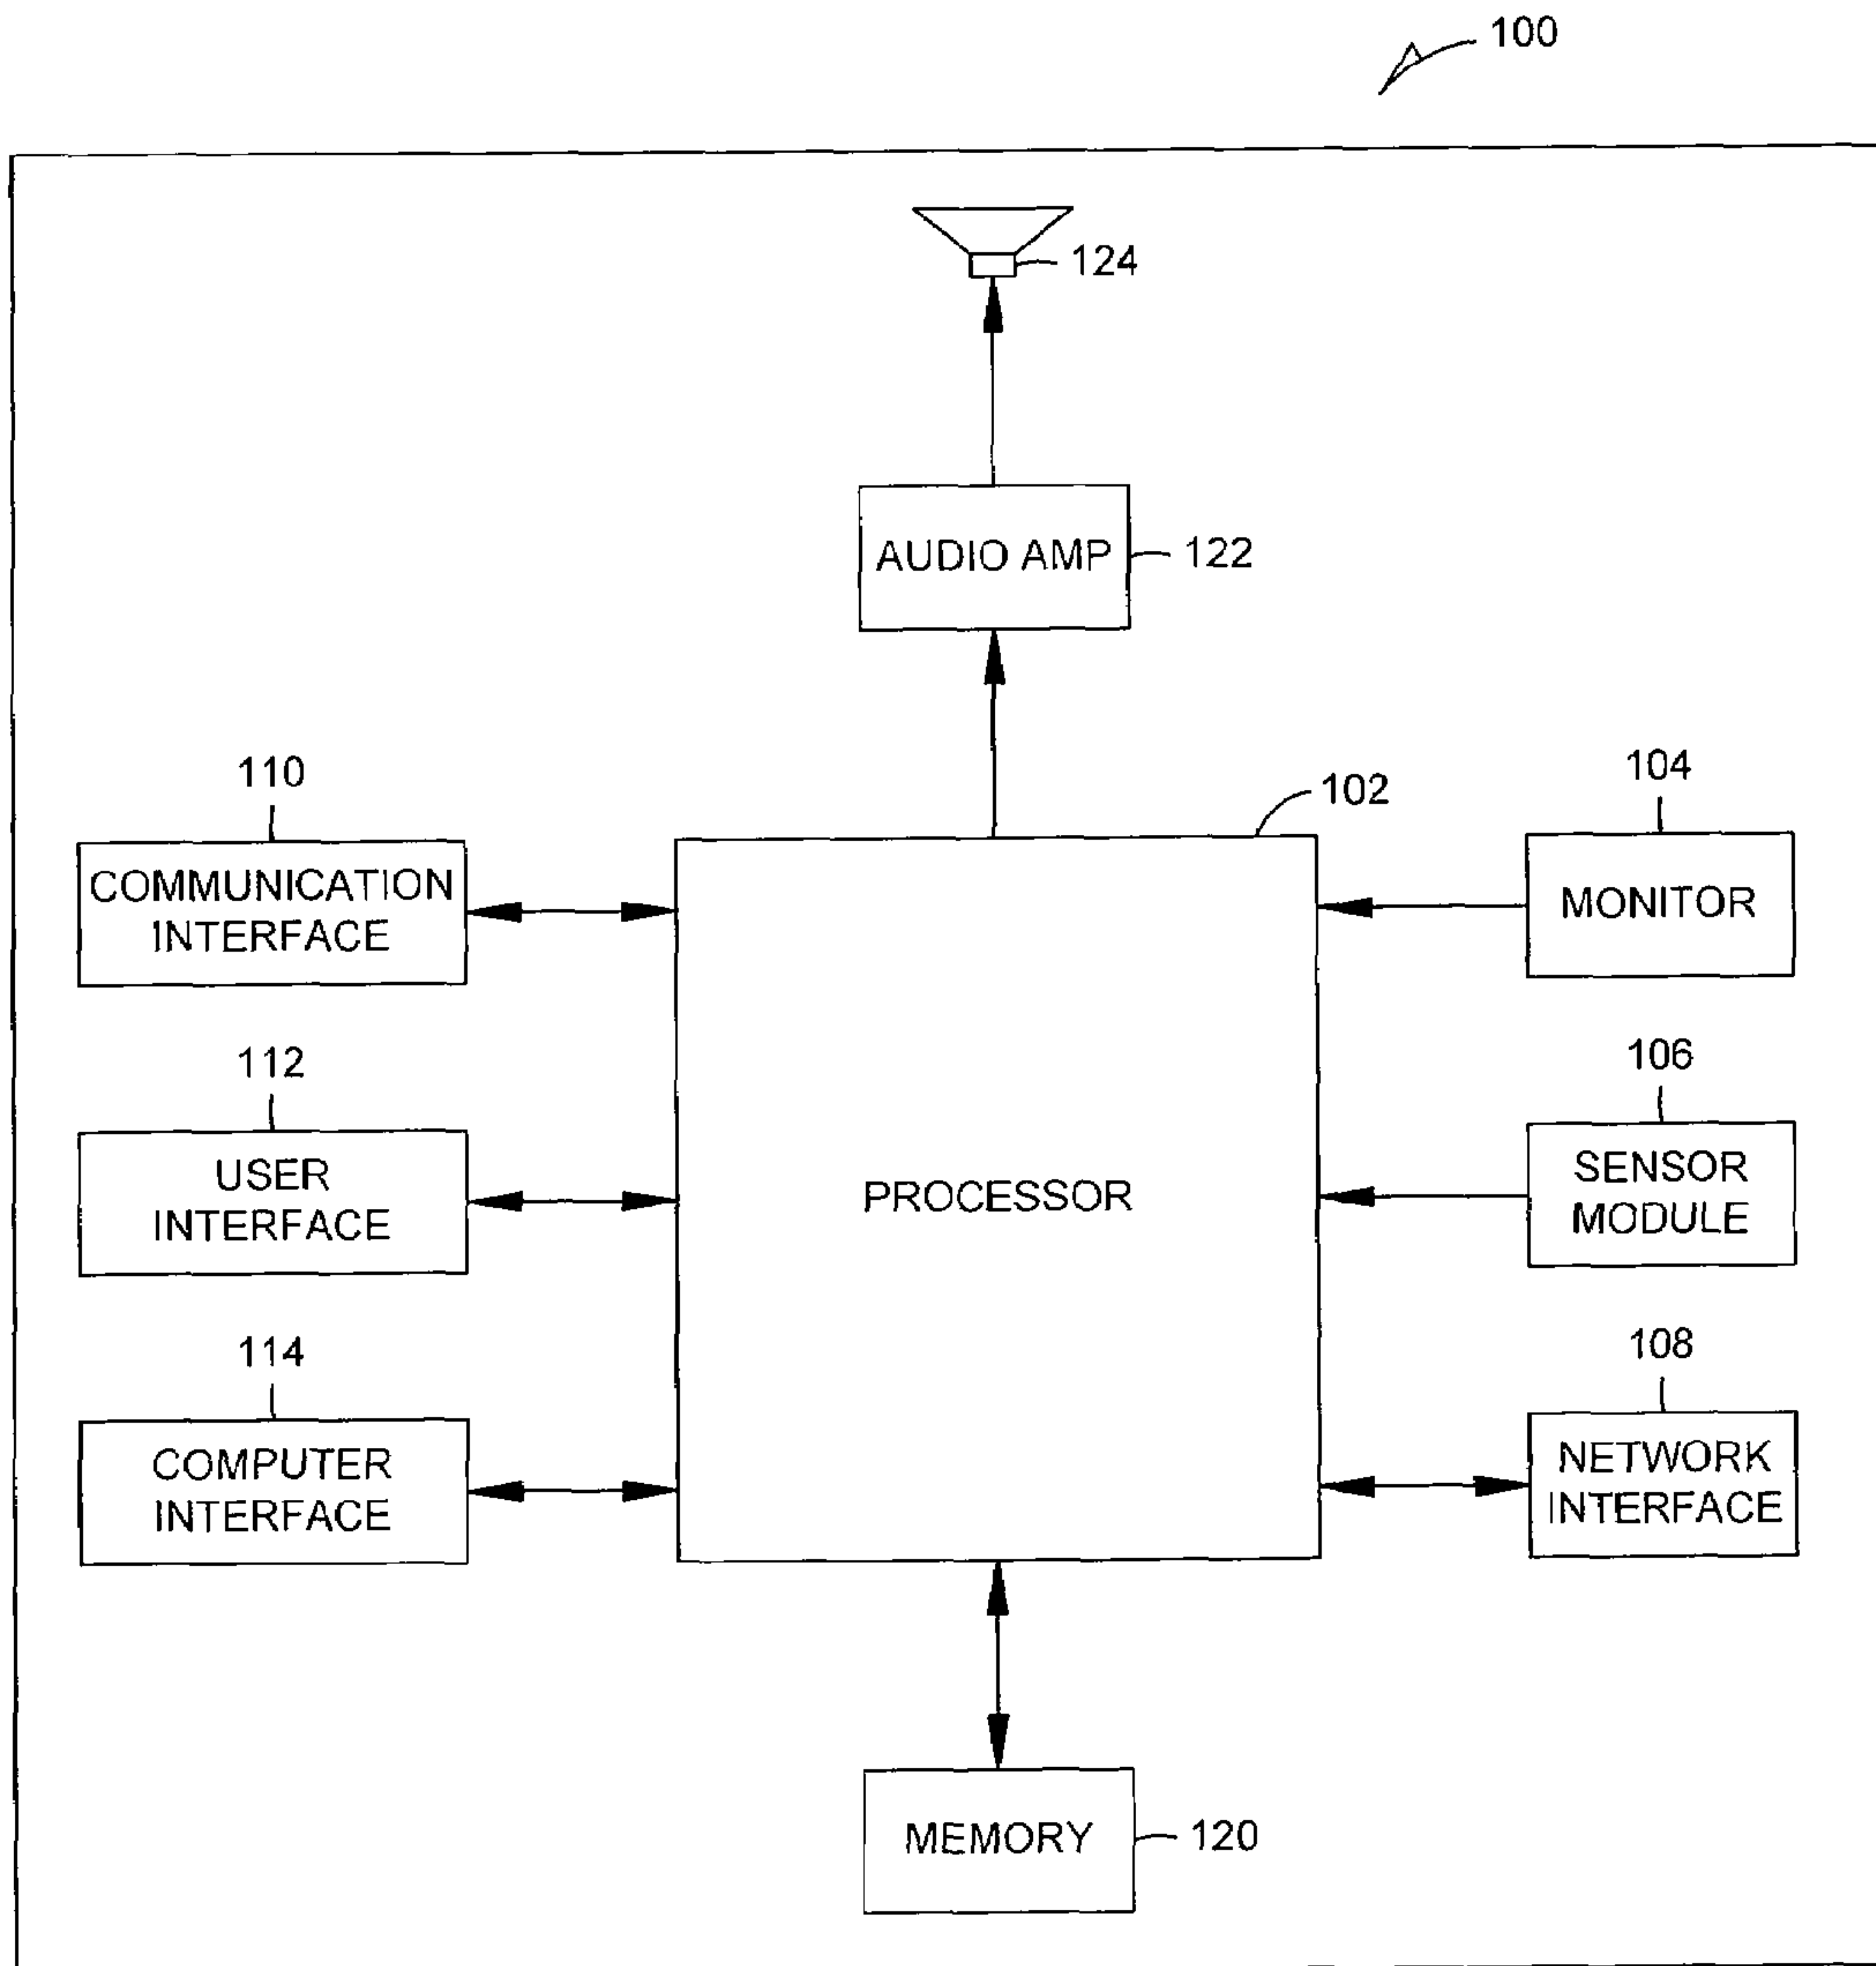 100
124
AUDIO AMP
122
110
COMMUNICATION
INTERFACE
102
104
MONITOR
112
USER
INTERFACE
PROCESSOR
106
SENSOR
MODULE
114
COMPUTER
INTERFACE
108
NETWORK
INTERFACE
MEMORY
120